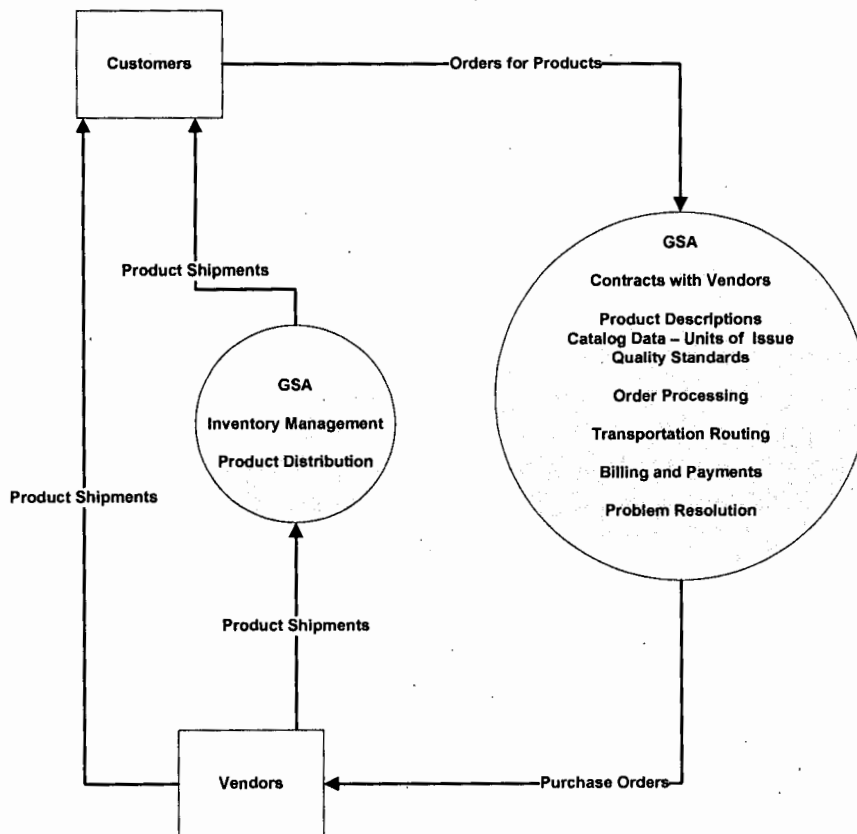 Customers
Orders for Products
GSA
Contracts with Vendors
Product Descriptions
Catalog Data – Units of Issue
Quality Standards
Order Processing
Transportation Routing
Billing and Payments
Problem Resolution
Product Shipments
GSA
Inventory Management
Product Distribution
Product Shipments
Product Shipments
Vendors
Purchase Orders